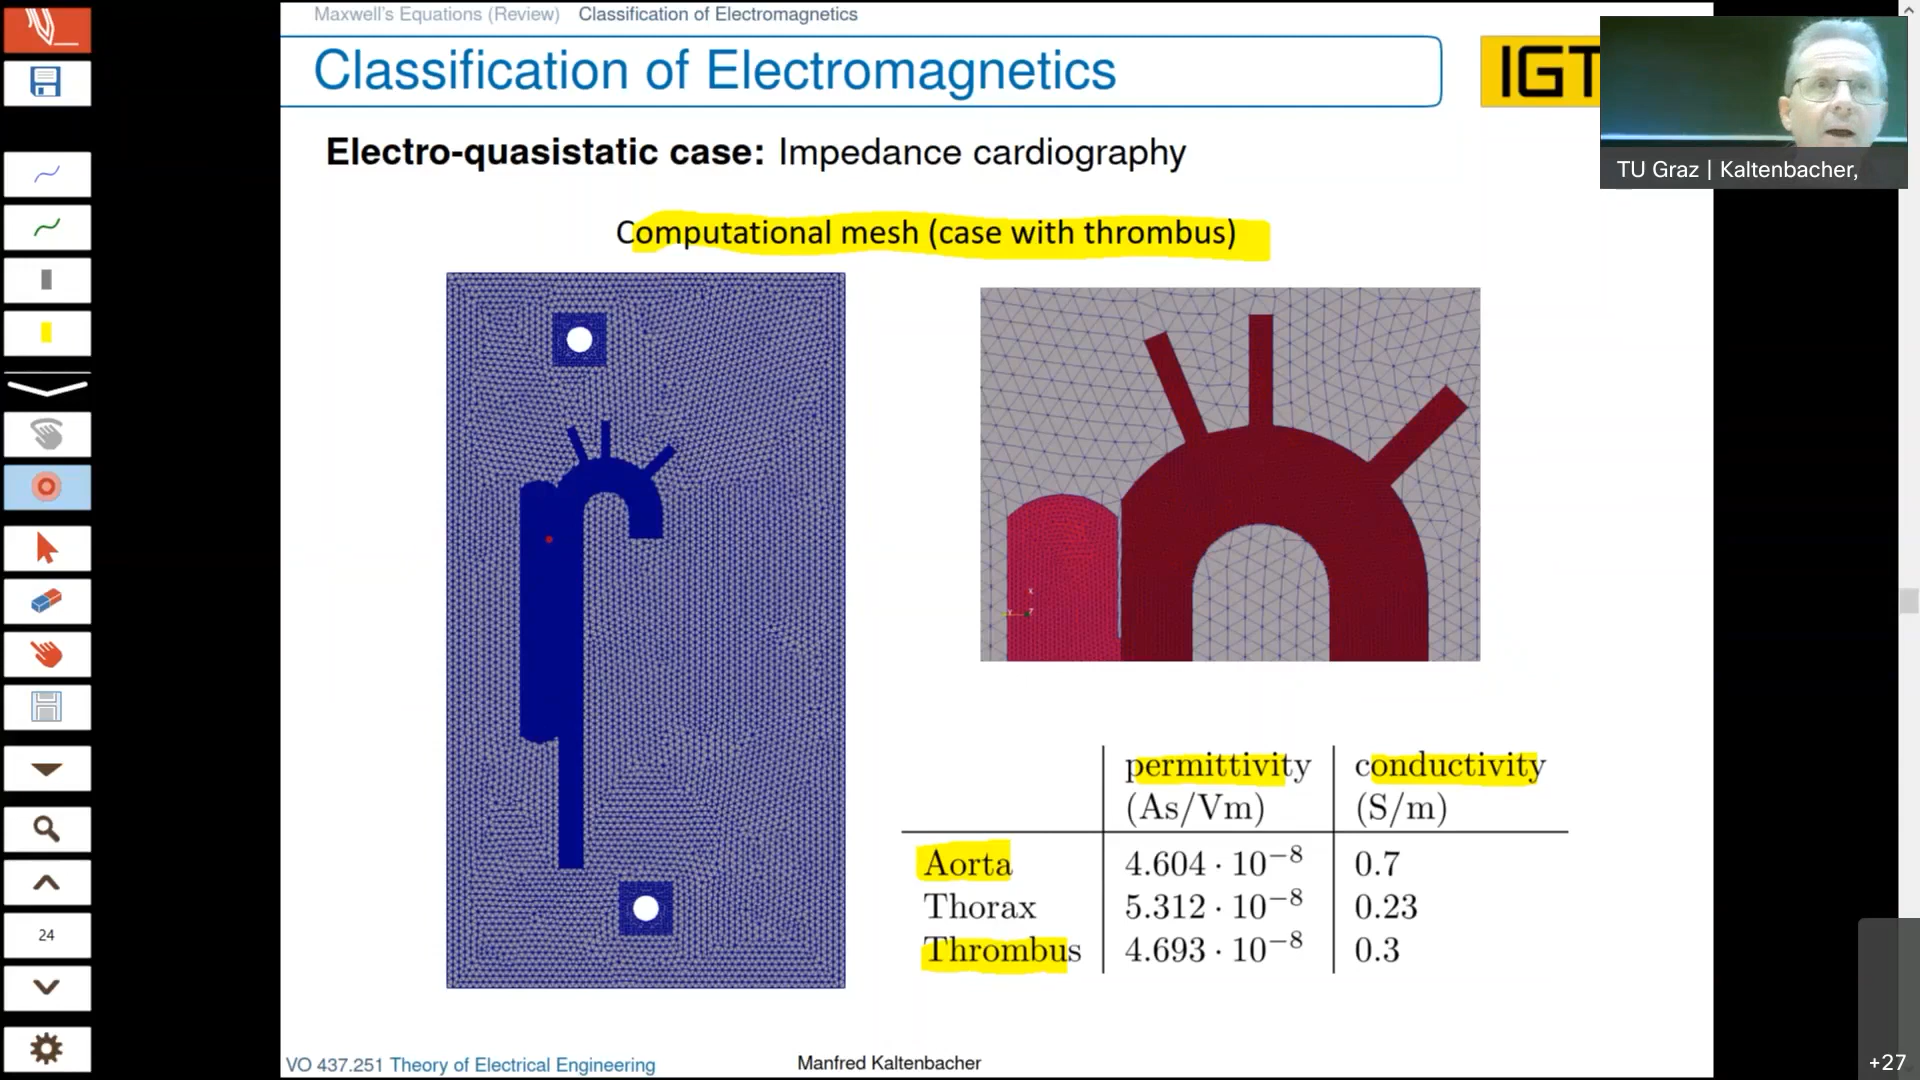 Maxwell's Equations (Review) Classification of Electromagnetics
Classification of Electromagnetics
IGT
TU Graz | Kaltenbacher,
Electro-quasistatic case: Impedance cardiography
Computational mesh (case with thrombus)
permittivity conductivity
(As/Vm) (S/m)
Aorta 4.604 · 10⁻⁸ 0.7
Thorax 5.312 · 10⁻⁸ 0.23
Thrombus 4.693 · 10⁻⁸ 0.3
24
VO 437.251 Theory of Electrical Engineering Manfred Kaltenbacher
+27